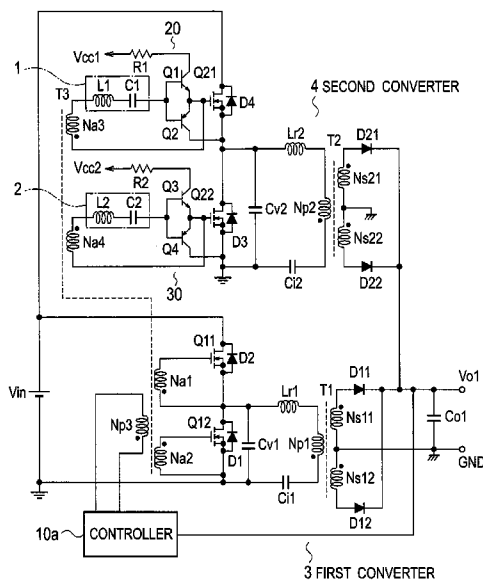 20
Vcc1
R1
1
L1 C1 Q1 Q21
T3
D4
Na3
Q2
4 SECOND CONVERTER
Lr2
T2 D21
Vcc2
R2
2
L2 C2 Q3 Q22
Cv2 Np2 Ns21
Na4
D3
Ns22
Q4
Ci2
D22
30
Q11
D2
D11
Vo1
Vin
Na1
Lr1
T1
Q12
Np3
Cv1 Np1 Ns11
Co1
Na2
D1
GND
Ns12
Ci1
D12
10a CONTROLLER
3 FIRST CONVERTER